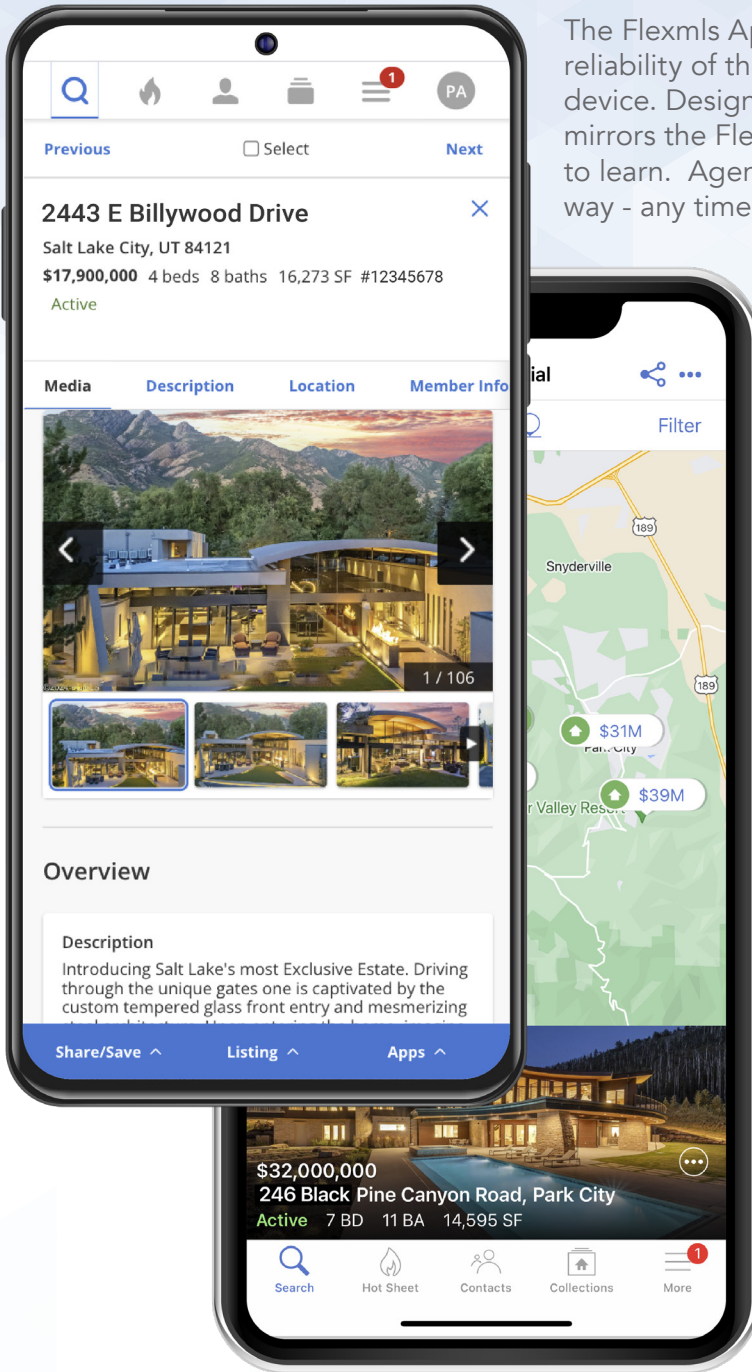 The Flexmls Ap
reliability of th
device. Design
mirrors the Fle
to learn. Agen
way - any time
1
PA
Previous
Select
Next
2443 E Billywood Drive
Salt Lake City, UT 84121
$17,900,000 4 beds 8 baths 16,273 SF #12345678
Active
Media Description Location Member Info
1 / 106
Overview
Description
Introducing Salt Lake's most Exclusive Estate. Driving
through the unique gates one is captivated by the
custom tempered glass front entry and mesmerizing
Share/Save Listing Apps
ial
Filter
189
Snyderville
189
$31M
Park City
$39M
r Valley Resort
$32,000,000
246 Black Pine Canyon Road, Park City
Active 7 BD 11 BA 14,595 SF
1
Search Hot Sheet Contacts Collections More